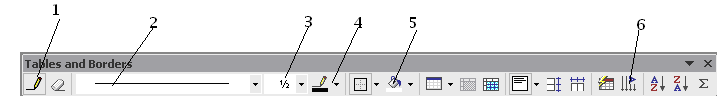 1 2 3 4 5 6
Tables and Borders
½ A Z Z A Σ